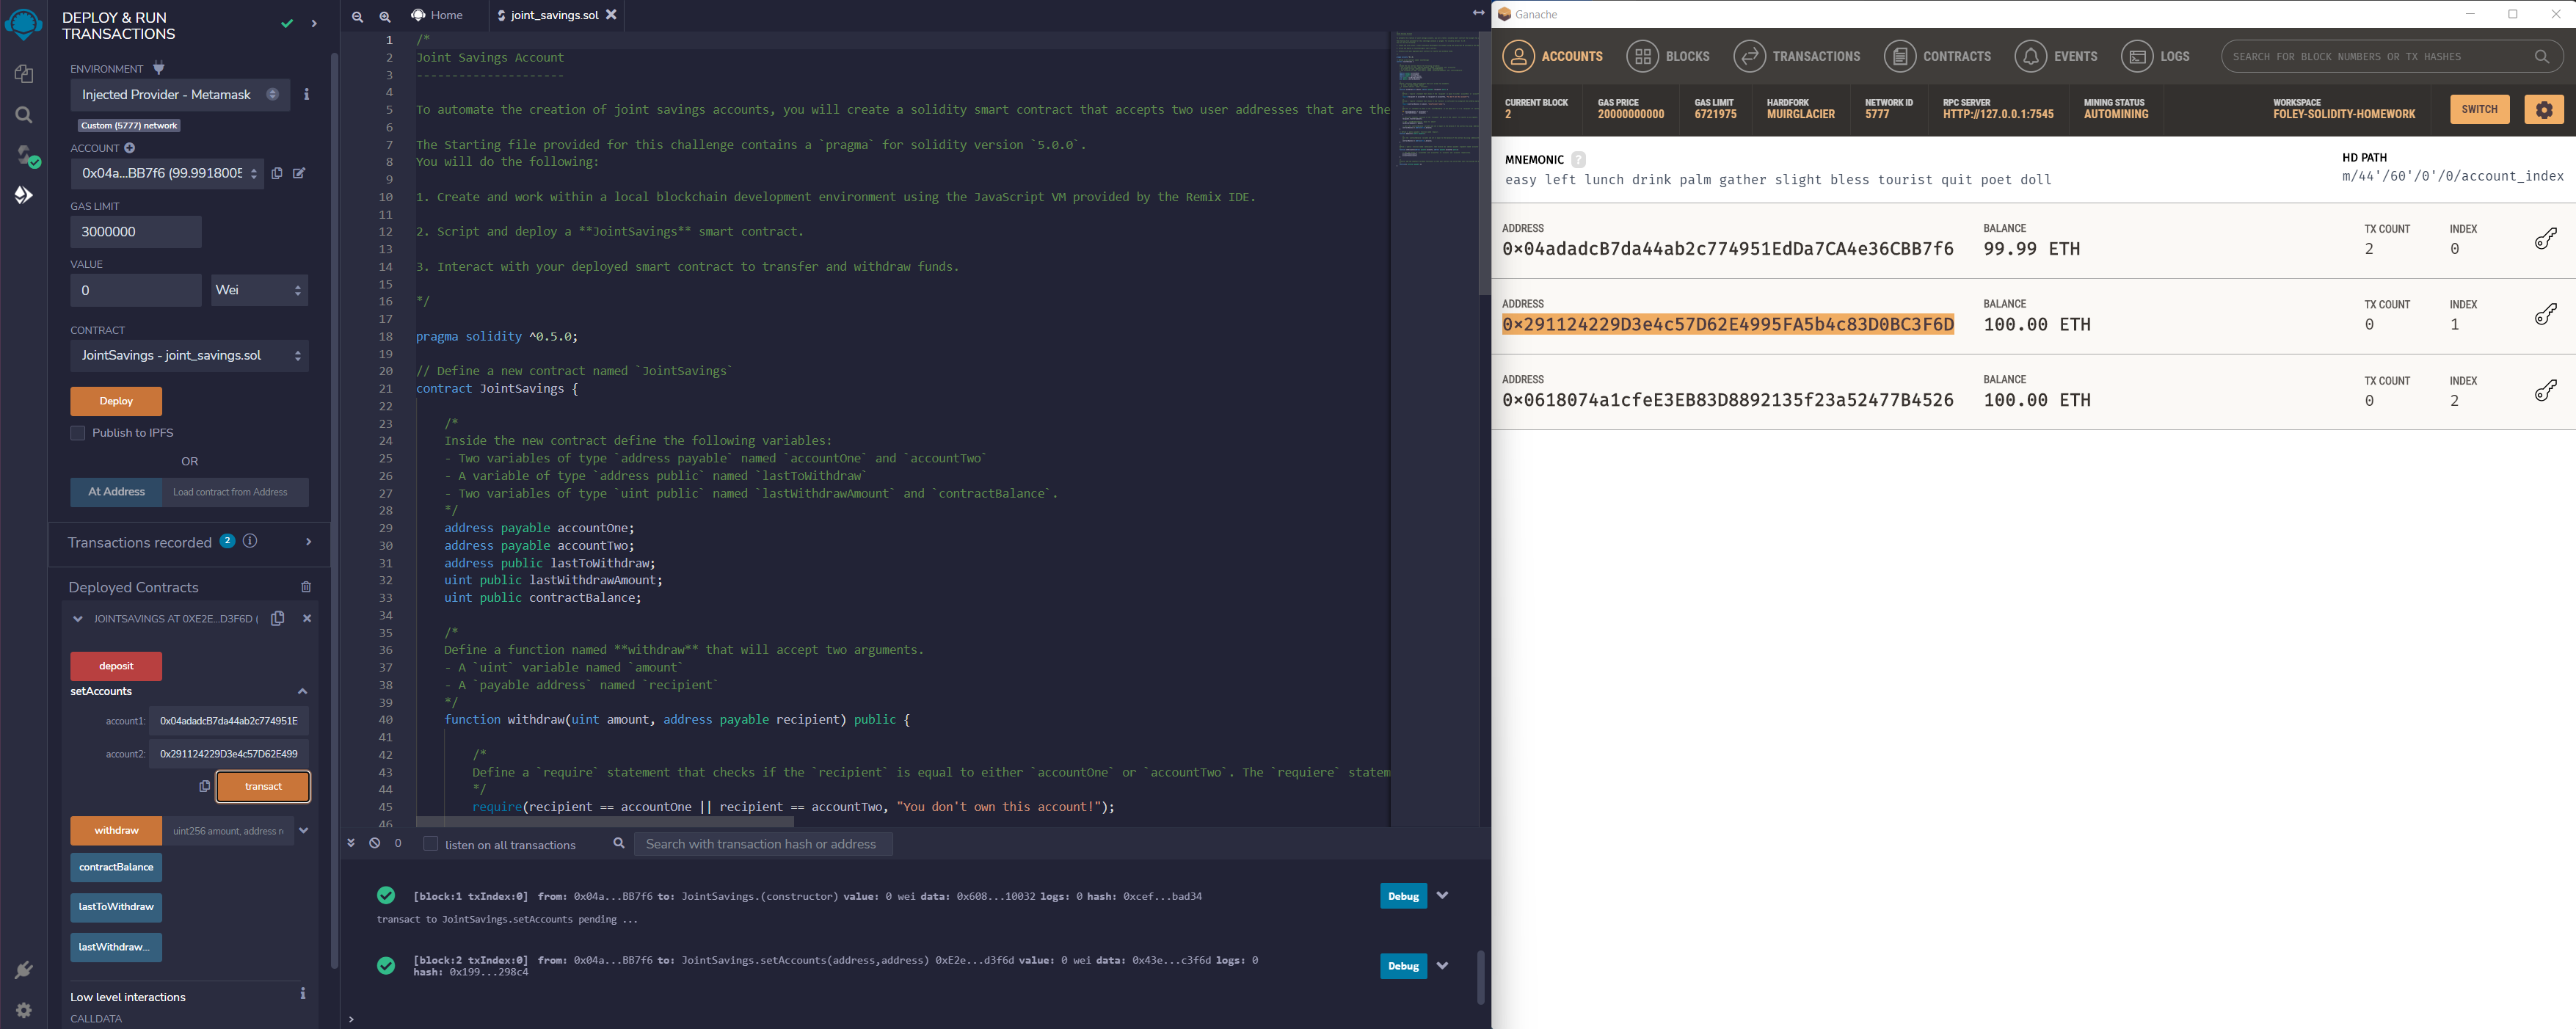 DEPLOY & RUN
TRANSACTIONS
ENVIRONMENT
Injected Provider - Metamask
Custom (5777) network
ACCOUNT
0x04a...BB7f6 (99.9918005
GAS LIMIT
3000000
VALUE
0
Wei
CONTRACT
JointSavings - joint_savings.sol
Deploy
Publish to IPFS
OR
At Address
Load contract from Address
Transactions recorded 2
Deployed Contracts
JOINTSAVINGS AT 0XE2E...D3F6D (
deposit
setAccounts
account1: 0x04adadcB7da44ab2c774951E
account2: 0x291124229D3e4c57D62E499
transact
withdraw
uint256 amount, address r
contractBalance
lastToWithdraw
lastWithdraw...
Low level interactions
CALLDATA
Home
joint_savings.sol
1 /*
2 Joint Savings Account
3 ---------------------
4
5 To automate the creation of joint savings accounts, you will create a solidity smart contract that accepts two user addresses that are the
6
7 The Starting file provided for this challenge contains a `pragma` for solidity version `5.0.0`.
8 You will do the following:
9
10 1. Create and work within a local blockchain development environment using the JavaScript VM provided by the Remix IDE.
11
12 2. Script and deploy a **JointSavings** smart contract.
13
14 3. Interact with your deployed smart contract to transfer and withdraw funds.
15
16 */
17
18 pragma solidity ^0.5.0;
19
20 // Define a new contract named `JointSavings`
21 contract JointSavings {
22
23 /*
24 Inside the new contract define the following variables:
25 - Two variables of type `address payable` named `accountOne` and `accountTwo`
26 - A variable of type `address public` named `lastToWithdraw`
27 - Two variables of type `uint public` named `lastWithdrawAmount` and `contractBalance`.
28 */
29 address payable accountOne;
30 address payable accountTwo;
31 address public lastToWithdraw;
32 uint public lastWithdrawAmount;
33 uint public contractBalance;
34
35 /*
36 Define a function named **withdraw** that will accept two arguments.
37 - A `uint` variable named `amount`
38 - A `payable address` named `recipient`
39 */
40 function withdraw(uint amount, address payable recipient) public {
41
42 /*
43 Define a `require` statement that checks if the `recipient` is equal to either `accountOne` or `accountTwo`. The `requiere` statem
44 */
45 require(recipient == accountOne || recipient == accountTwo, "You don't own this account!");
46
0
listen on all transactions
Search with transaction hash or address
[block:1 txIndex:0] from: 0x04a...BB7f6 to: JointSavings.(constructor) value: 0 wei data: 0x608...10032 logs: 0 hash: 0xcef...bad34
Debug
transact to JointSavings.setAccounts pending ...
[block:2 txIndex:0] from: 0x04a...BB7f6 to: JointSavings.setAccounts(address,address) 0xE2e...d3f6d value: 0 wei data: 0x43e...c3f6d logs: 0
hash: 0x199...298c4
Debug
>
Ganache
ACCOUNTS
BLOCKS
TRANSACTIONS
CONTRACTS
EVENTS
LOGS
SEARCH FOR BLOCK NUMBERS OR TX HASHES
CURRENT BLOCK
2
GAS PRICE
20000000000
GAS LIMIT
6721975
HARDFORK
MUIRGLACIER
NETWORK ID
5777
RPC SERVER
HTTP://127.0.0.1:7545
MINING STATUS
AUTOMINING
WORKSPACE
FOLEY-SOLIDITY-HOMEWORK
SWITCH
MNEMONIC ?
easy left lunch drink palm gather slight bless tourist quit poet doll
HD PATH
m/44'/60'/0'/0/account_index
ADDRESS
0×04adadcB7da44ab2c774951EdDa7CA4e36CBB7f6
BALANCE
99.99 ETH
TX COUNT
2
INDEX
0
ADDRESS
0×291124229D3e4c57D62E4995FA5b4c83D0BC3F6D
BALANCE
100.00 ETH
TX COUNT
0
INDEX
1
ADDRESS
0×0618074a1cfeE3EB83D8892135f23a52477B4526
BALANCE
100.00 ETH
TX COUNT
0
INDEX
2